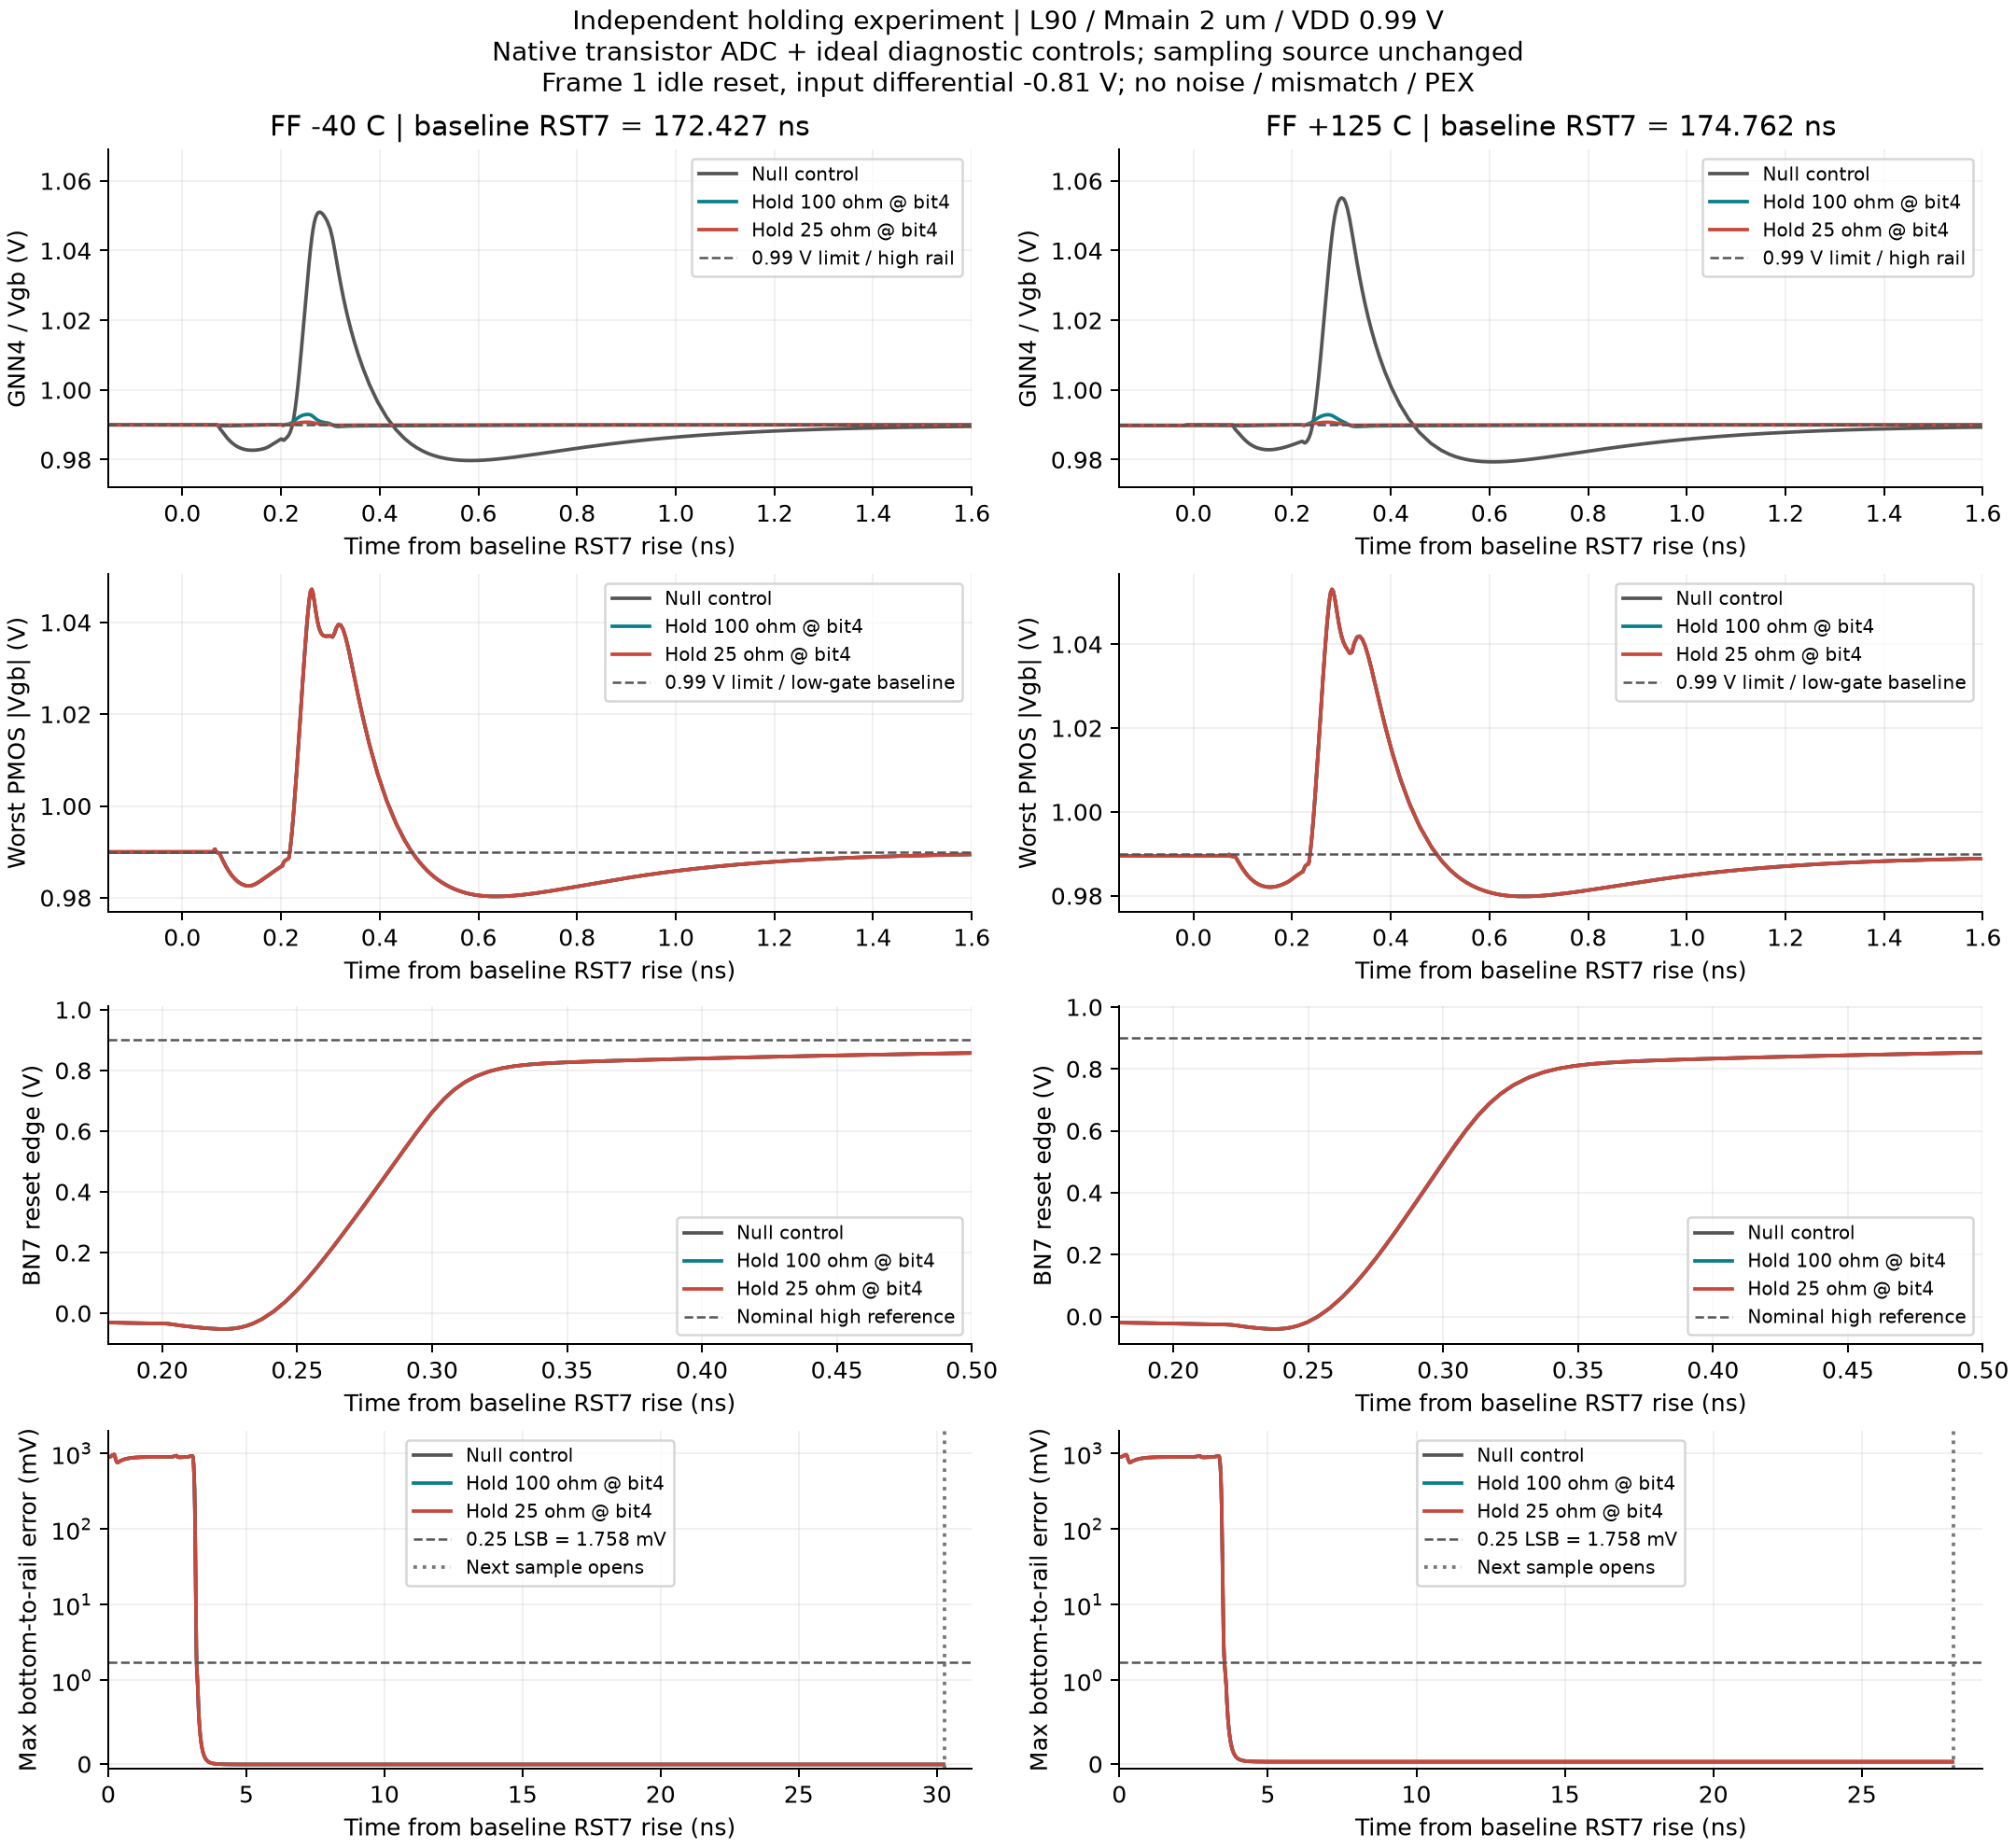 Independent holding experiment | L90 / Mmain 2 um / VDD 0.99 V
Native transistor ADC + ideal diagnostic controls; sampling source unchanged
Frame 1 idle reset, input differential -0.81 V; no noise / mismatch / PEX
FF -40 C | baseline RST7 = 172.427 ns
GNN4 / Vgb (V)
1.06
1.04
1.02
1.00
0.98
Null control
Hold 100 ohm @ bit4
Hold 25 ohm @ bit4
0.99 V limit / high rail
0.0 0.2 0.4 0.6 0.8 1.0 1.2 1.4 1.6
Time from baseline RST7 rise (ns)
FF +125 C | baseline RST7 = 174.762 ns
GNN4 / Vgb (V)
1.06
1.04
1.02
1.00
0.98
Null control
Hold 100 ohm @ bit4
Hold 25 ohm @ bit4
0.99 V limit / high rail
0.0 0.2 0.4 0.6 0.8 1.0 1.2 1.4 1.6
Time from baseline RST7 rise (ns)
Worst PMOS |Vgb| (V)
1.04
1.02
1.00
0.98
Null control
Hold 100 ohm @ bit4
Hold 25 ohm @ bit4
0.99 V limit / low-gate baseline
0.0 0.2 0.4 0.6 0.8 1.0 1.2 1.4 1.6
Time from baseline RST7 rise (ns)
Worst PMOS |Vgb| (V)
1.04
1.02
1.00
0.98
Null control
Hold 100 ohm @ bit4
Hold 25 ohm @ bit4
0.99 V limit / low-gate baseline
0.0 0.2 0.4 0.6 0.8 1.0 1.2 1.4 1.6
Time from baseline RST7 rise (ns)
BN7 reset edge (V)
1.0
0.8
0.6
0.4
0.2
0.0
Null control
Hold 100 ohm @ bit4
Hold 25 ohm @ bit4
Nominal high reference
0.20 0.25 0.30 0.35 0.40 0.45 0.50
Time from baseline RST7 rise (ns)
BN7 reset edge (V)
1.0
0.8
0.6
0.4
0.2
0.0
Null control
Hold 100 ohm @ bit4
Hold 25 ohm @ bit4
Nominal high reference
0.20 0.25 0.30 0.35 0.40 0.45 0.50
Time from baseline RST7 rise (ns)
Max bottom-to-rail error (mV)
10³
10²
10¹
10⁰
0
Null control
Hold 100 ohm @ bit4
Hold 25 ohm @ bit4
0.25 LSB = 1.758 mV
Next sample opens
0 5 10 15 20 25 30
Time from baseline RST7 rise (ns)
Max bottom-to-rail error (mV)
10³
10²
10¹
10⁰
0
Null control
Hold 100 ohm @ bit4
Hold 25 ohm @ bit4
0.25 LSB = 1.758 mV
Next sample opens
0 5 10 15 20 25
Time from baseline RST7 rise (ns)